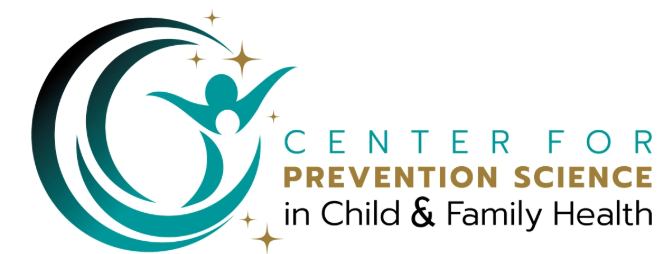 CENTER FOR
PREVENTION SCIENCE
in Child & Family Health